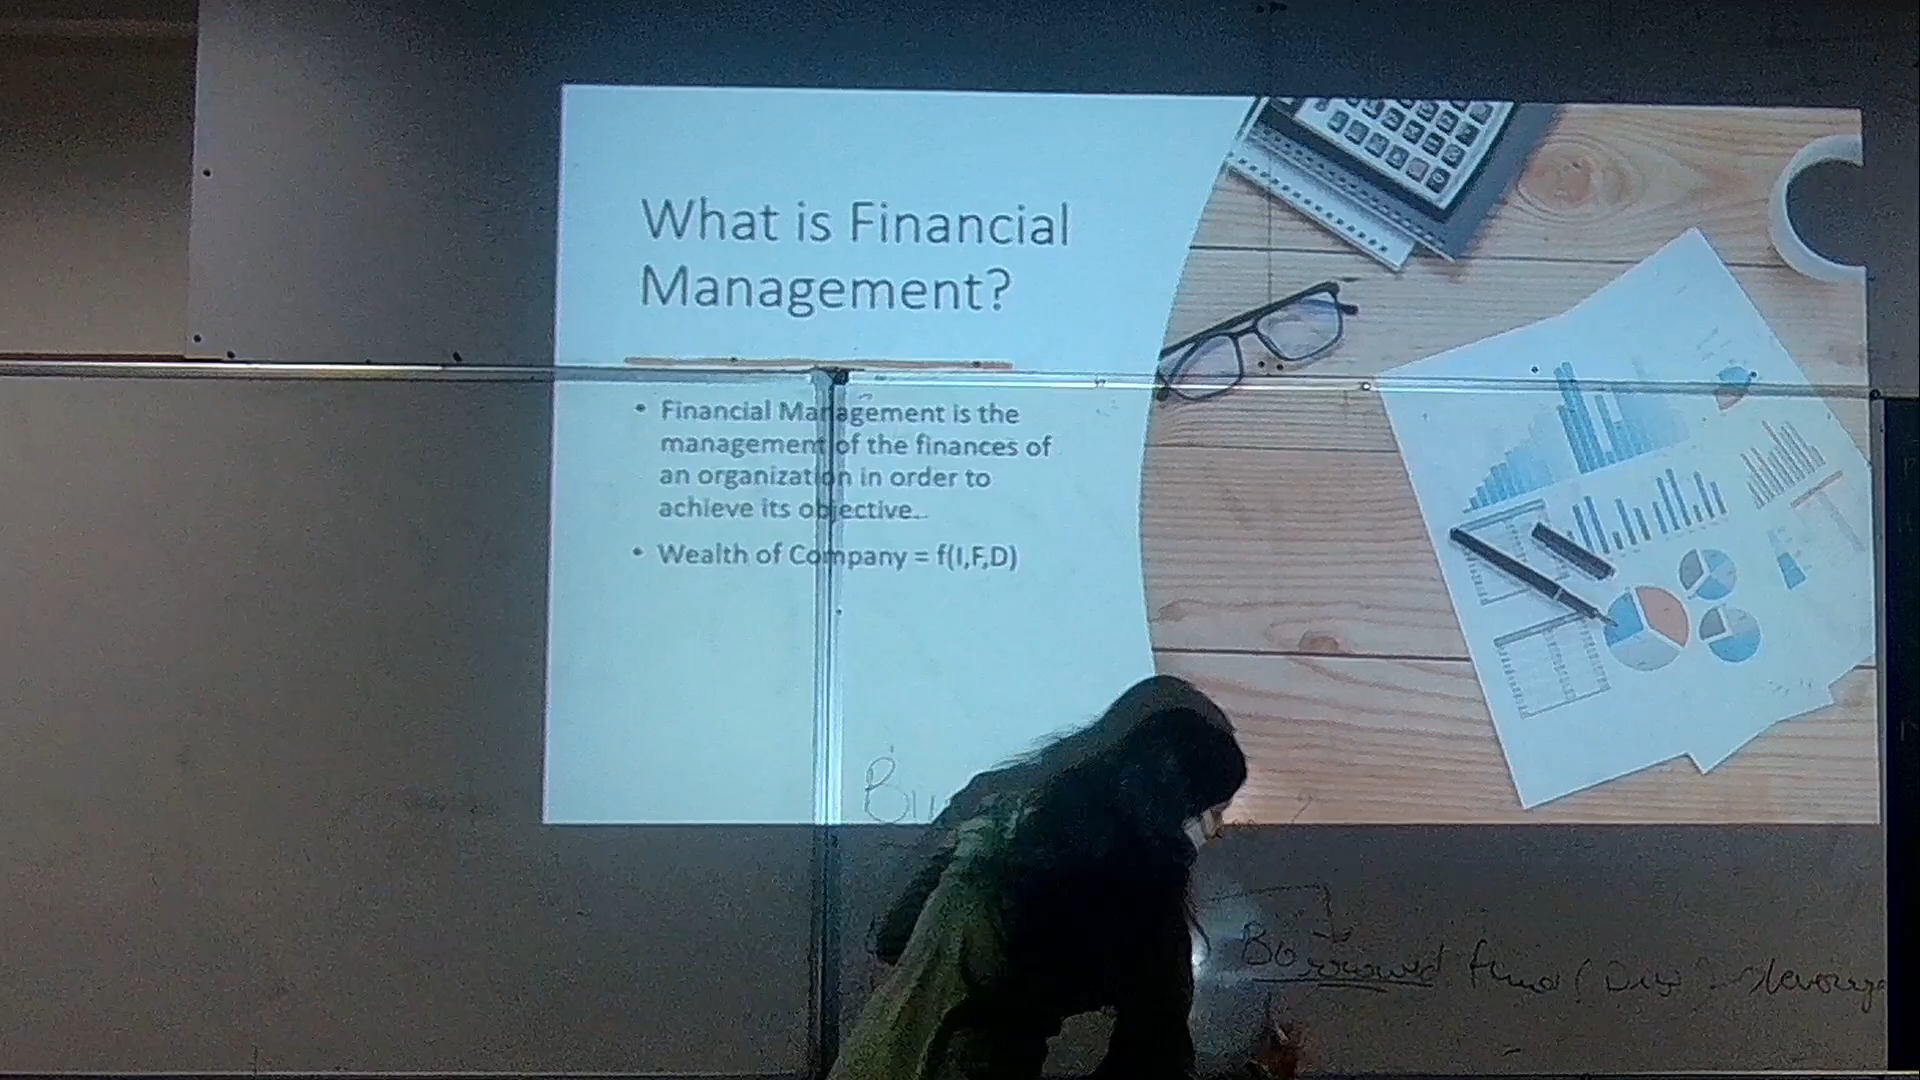 What is Financial
Management?
• Financial Management is the
management of the finances of
an organization in order to
achieve its objective.
• Wealth of Company = f(I,F,D)
Bu
Borrowed fund (